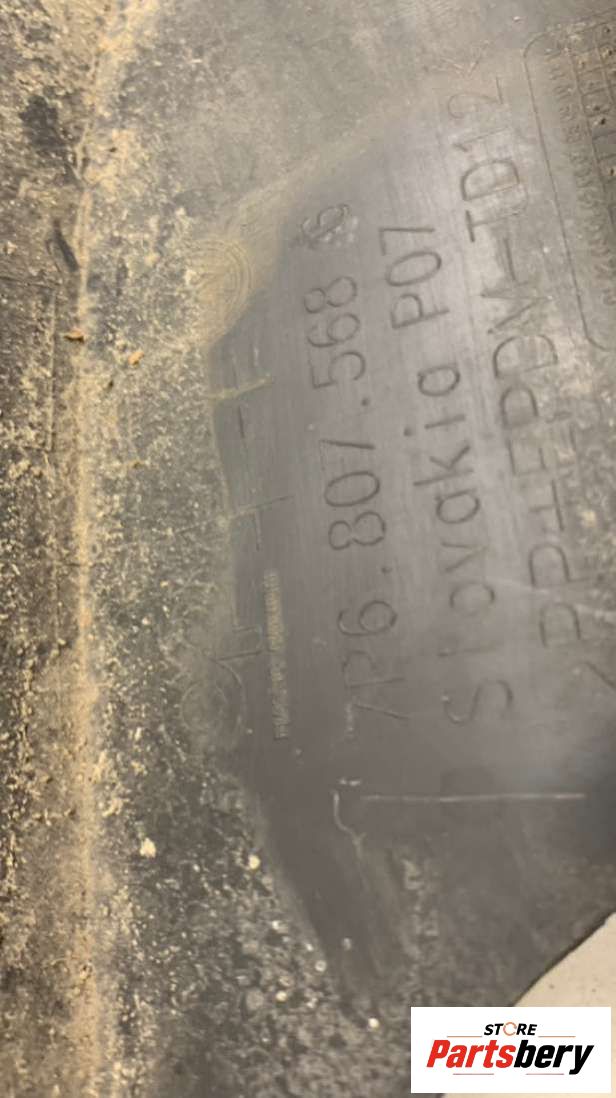 7P6.807.568 G
Slovakia P07
>PP+EPDM-TD12<
STORE
Partsbery